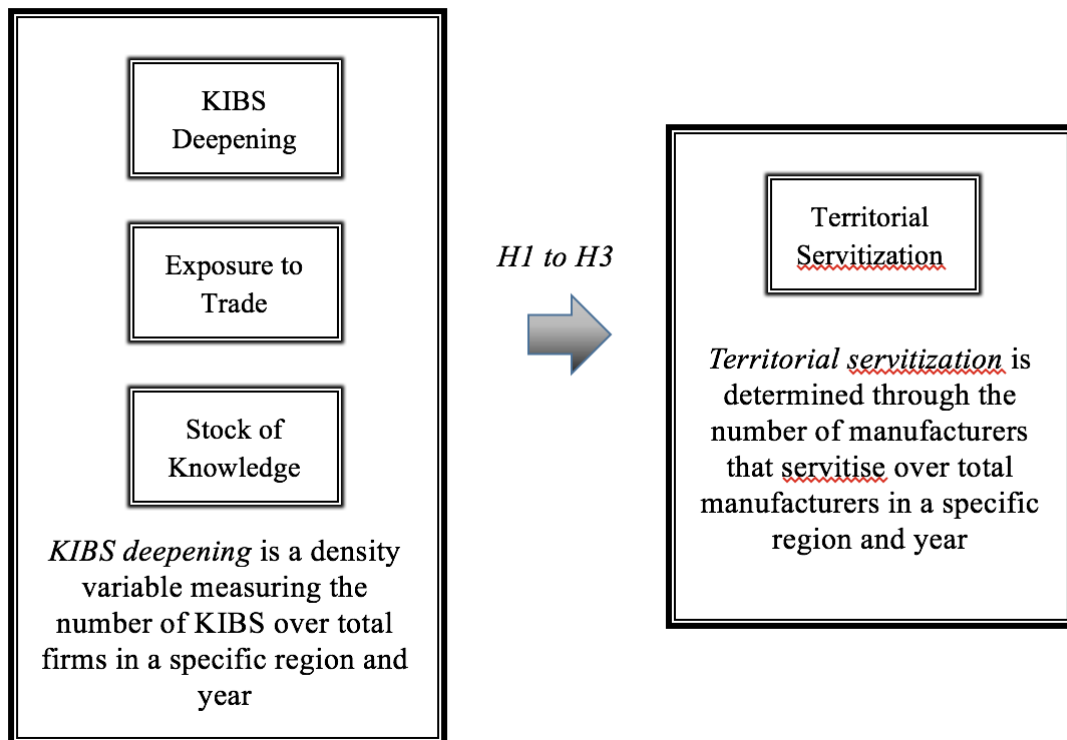 KIBS
Deepening
Exposure to
Trade
Stock of
Knowledge
KIBS deepening is a density
variable measuring the
number of KIBS over total
firms in a specific region and
year
H1 to H3
Territorial
Servitization
Territorial servitization is
determined through the
number of manufacturers
that servitise over total
manufacturers in a specific
region and year